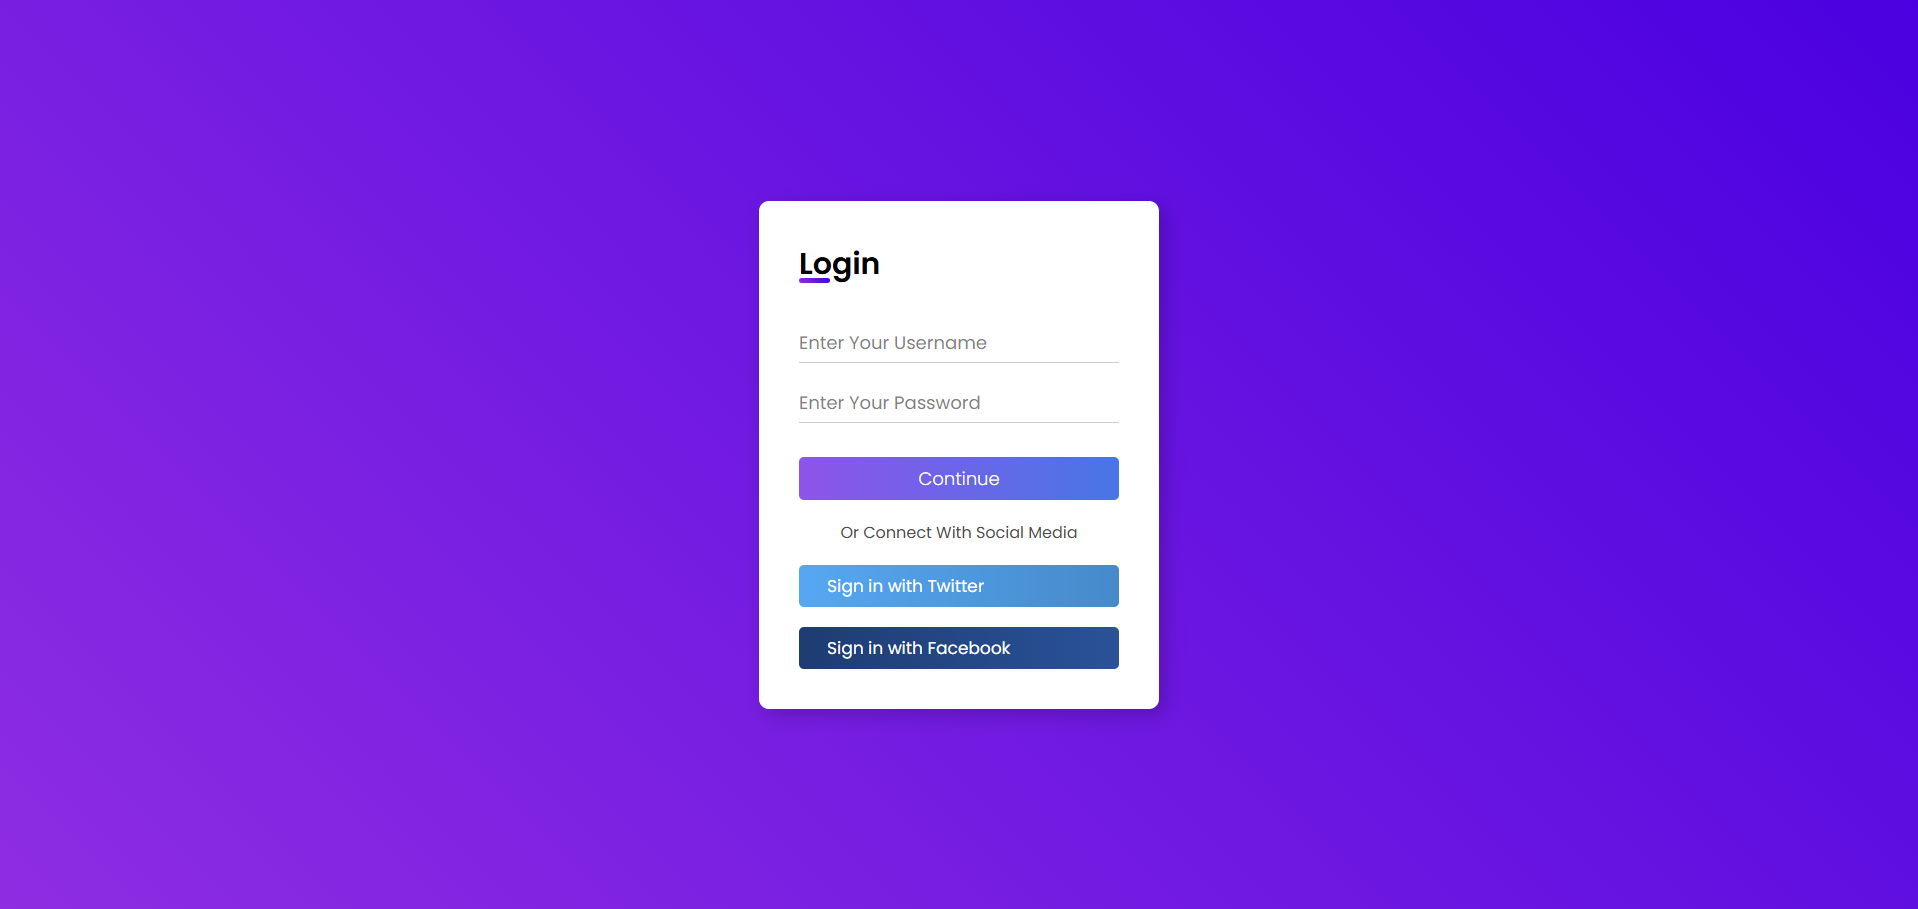 Login
Enter Your Username
Enter Your Password
Continue
Or Connect With Social Media
Sign in with Twitter
Sign in with Facebook